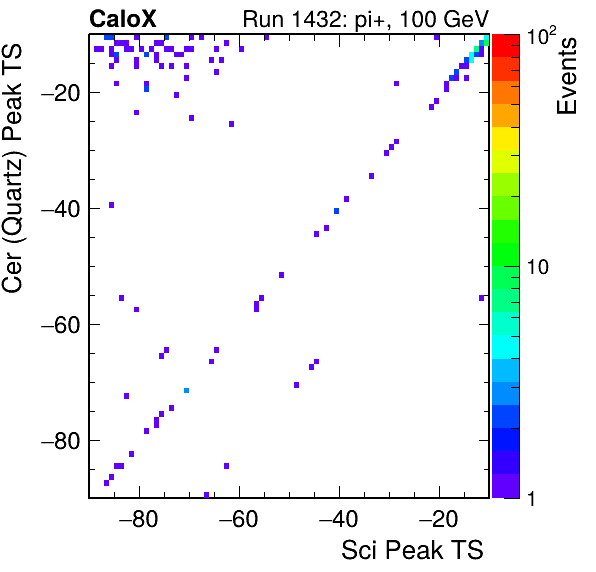 CaloX Run 1432: pi+, 100 GeV
Cer (Quartz) Peak TS
−20
−40
−60
−80
−80 −60 −40 −20
Sci Peak TS
10²
10
1
Events